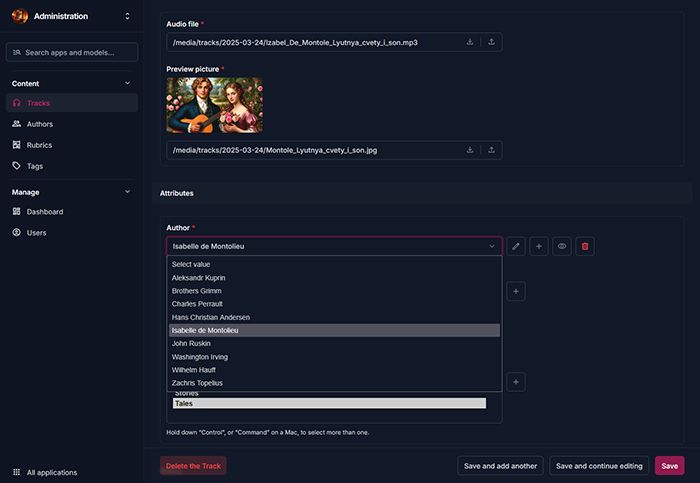 Administration
Search apps and models...
Content
Tracks
Authors
Rubrics
Tags
Manage
Dashboard
Users
All applications
Audio file *
/media/tracks/2025-03-24/Izabel_De_Montole_Lyutnya_cvety_i_son.mp3
Preview picture *
/media/tracks/2025-03-24/Montole_Lyutnya_cvety_i_son.jpg
Attributes
Author *
Isabelle de Montolieu
Select value
Aleksandr Kuprin
Brothers Grimm
Charles Perrault
Hans Christian Andersen
Isabelle de Montolieu
John Ruskin
Washington Irving
Wilhelm Hauff
Zachris Topelius
Stories
Tales
Hold down “Control”, or “Command” on a Mac, to select more than one.
Delete the Track
Save and add another
Save and continue editing
Save